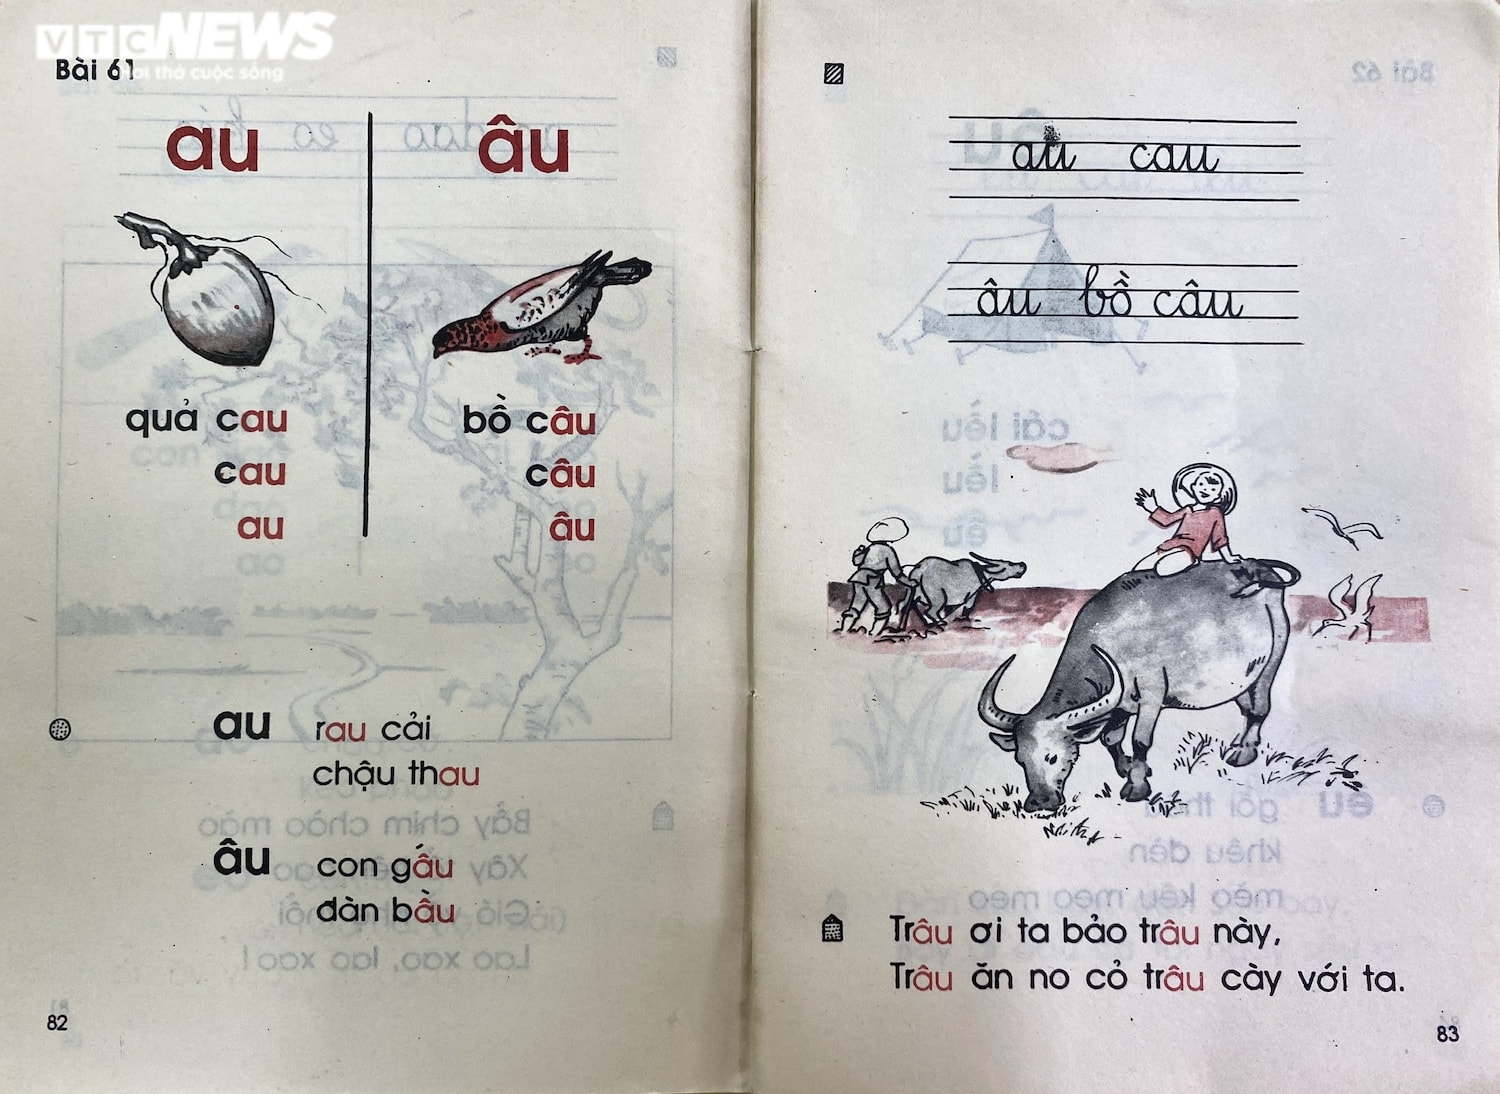 VTC NEWS
Bài 61
au
âu
quả cau
cau
au
bồ câu
câu
âu
au rau cải
chậu thau
âu con gấu
đàn bầu
82
au cau
âu bồ câu
Trâu ơi ta bảo trâu này,
Trâu ăn no cỏ trâu cày với ta.
83